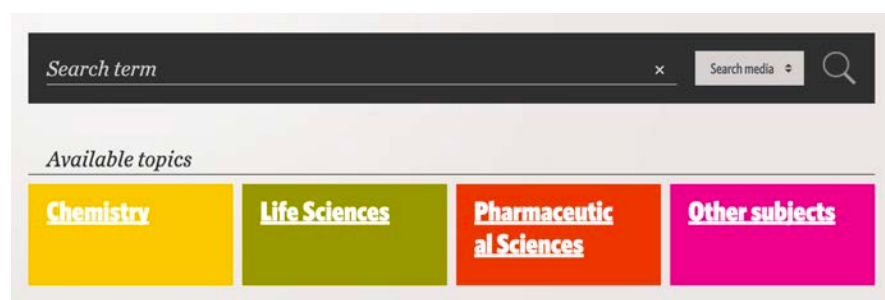 Search term × Search media
Available topics
Chemistry Life Sciences Pharmaceutic Other subjects
al Sciences